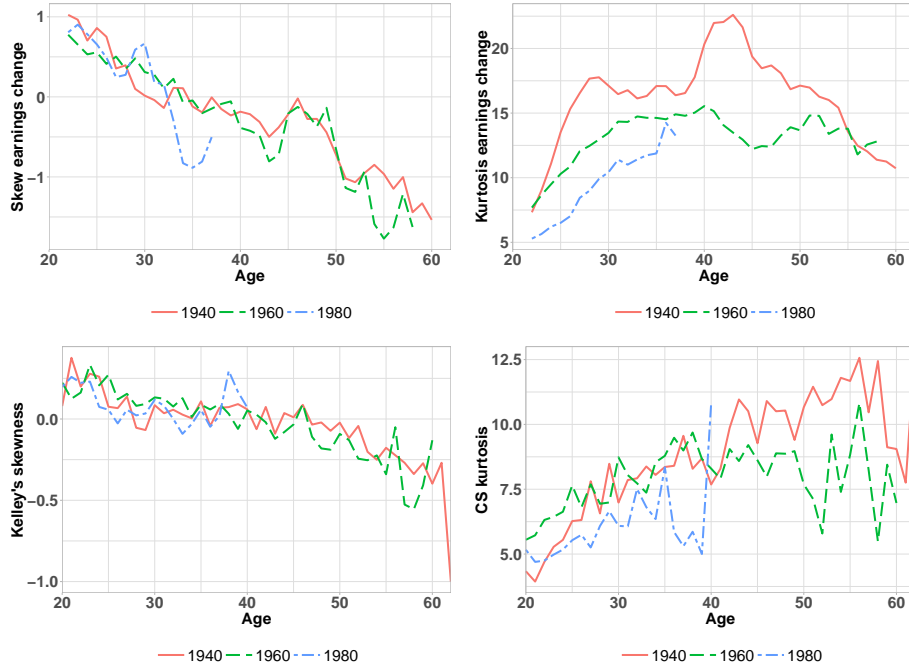 Skew earnings change
1
0
−1
20
30
40
50
60
Age
1940 1960 1980
Kurtosis earnings change
20
15
10
5
20
30
40
50
60
Age
1940 1960 1980
Kelley's skewness
0.0
−0.5
−1.0
20
30
40
50
60
Age
1940 1960 1980
CS kurtosis
12.5
10.0
7.5
5.0
20
30
40
50
60
Age
1940 1960 1980